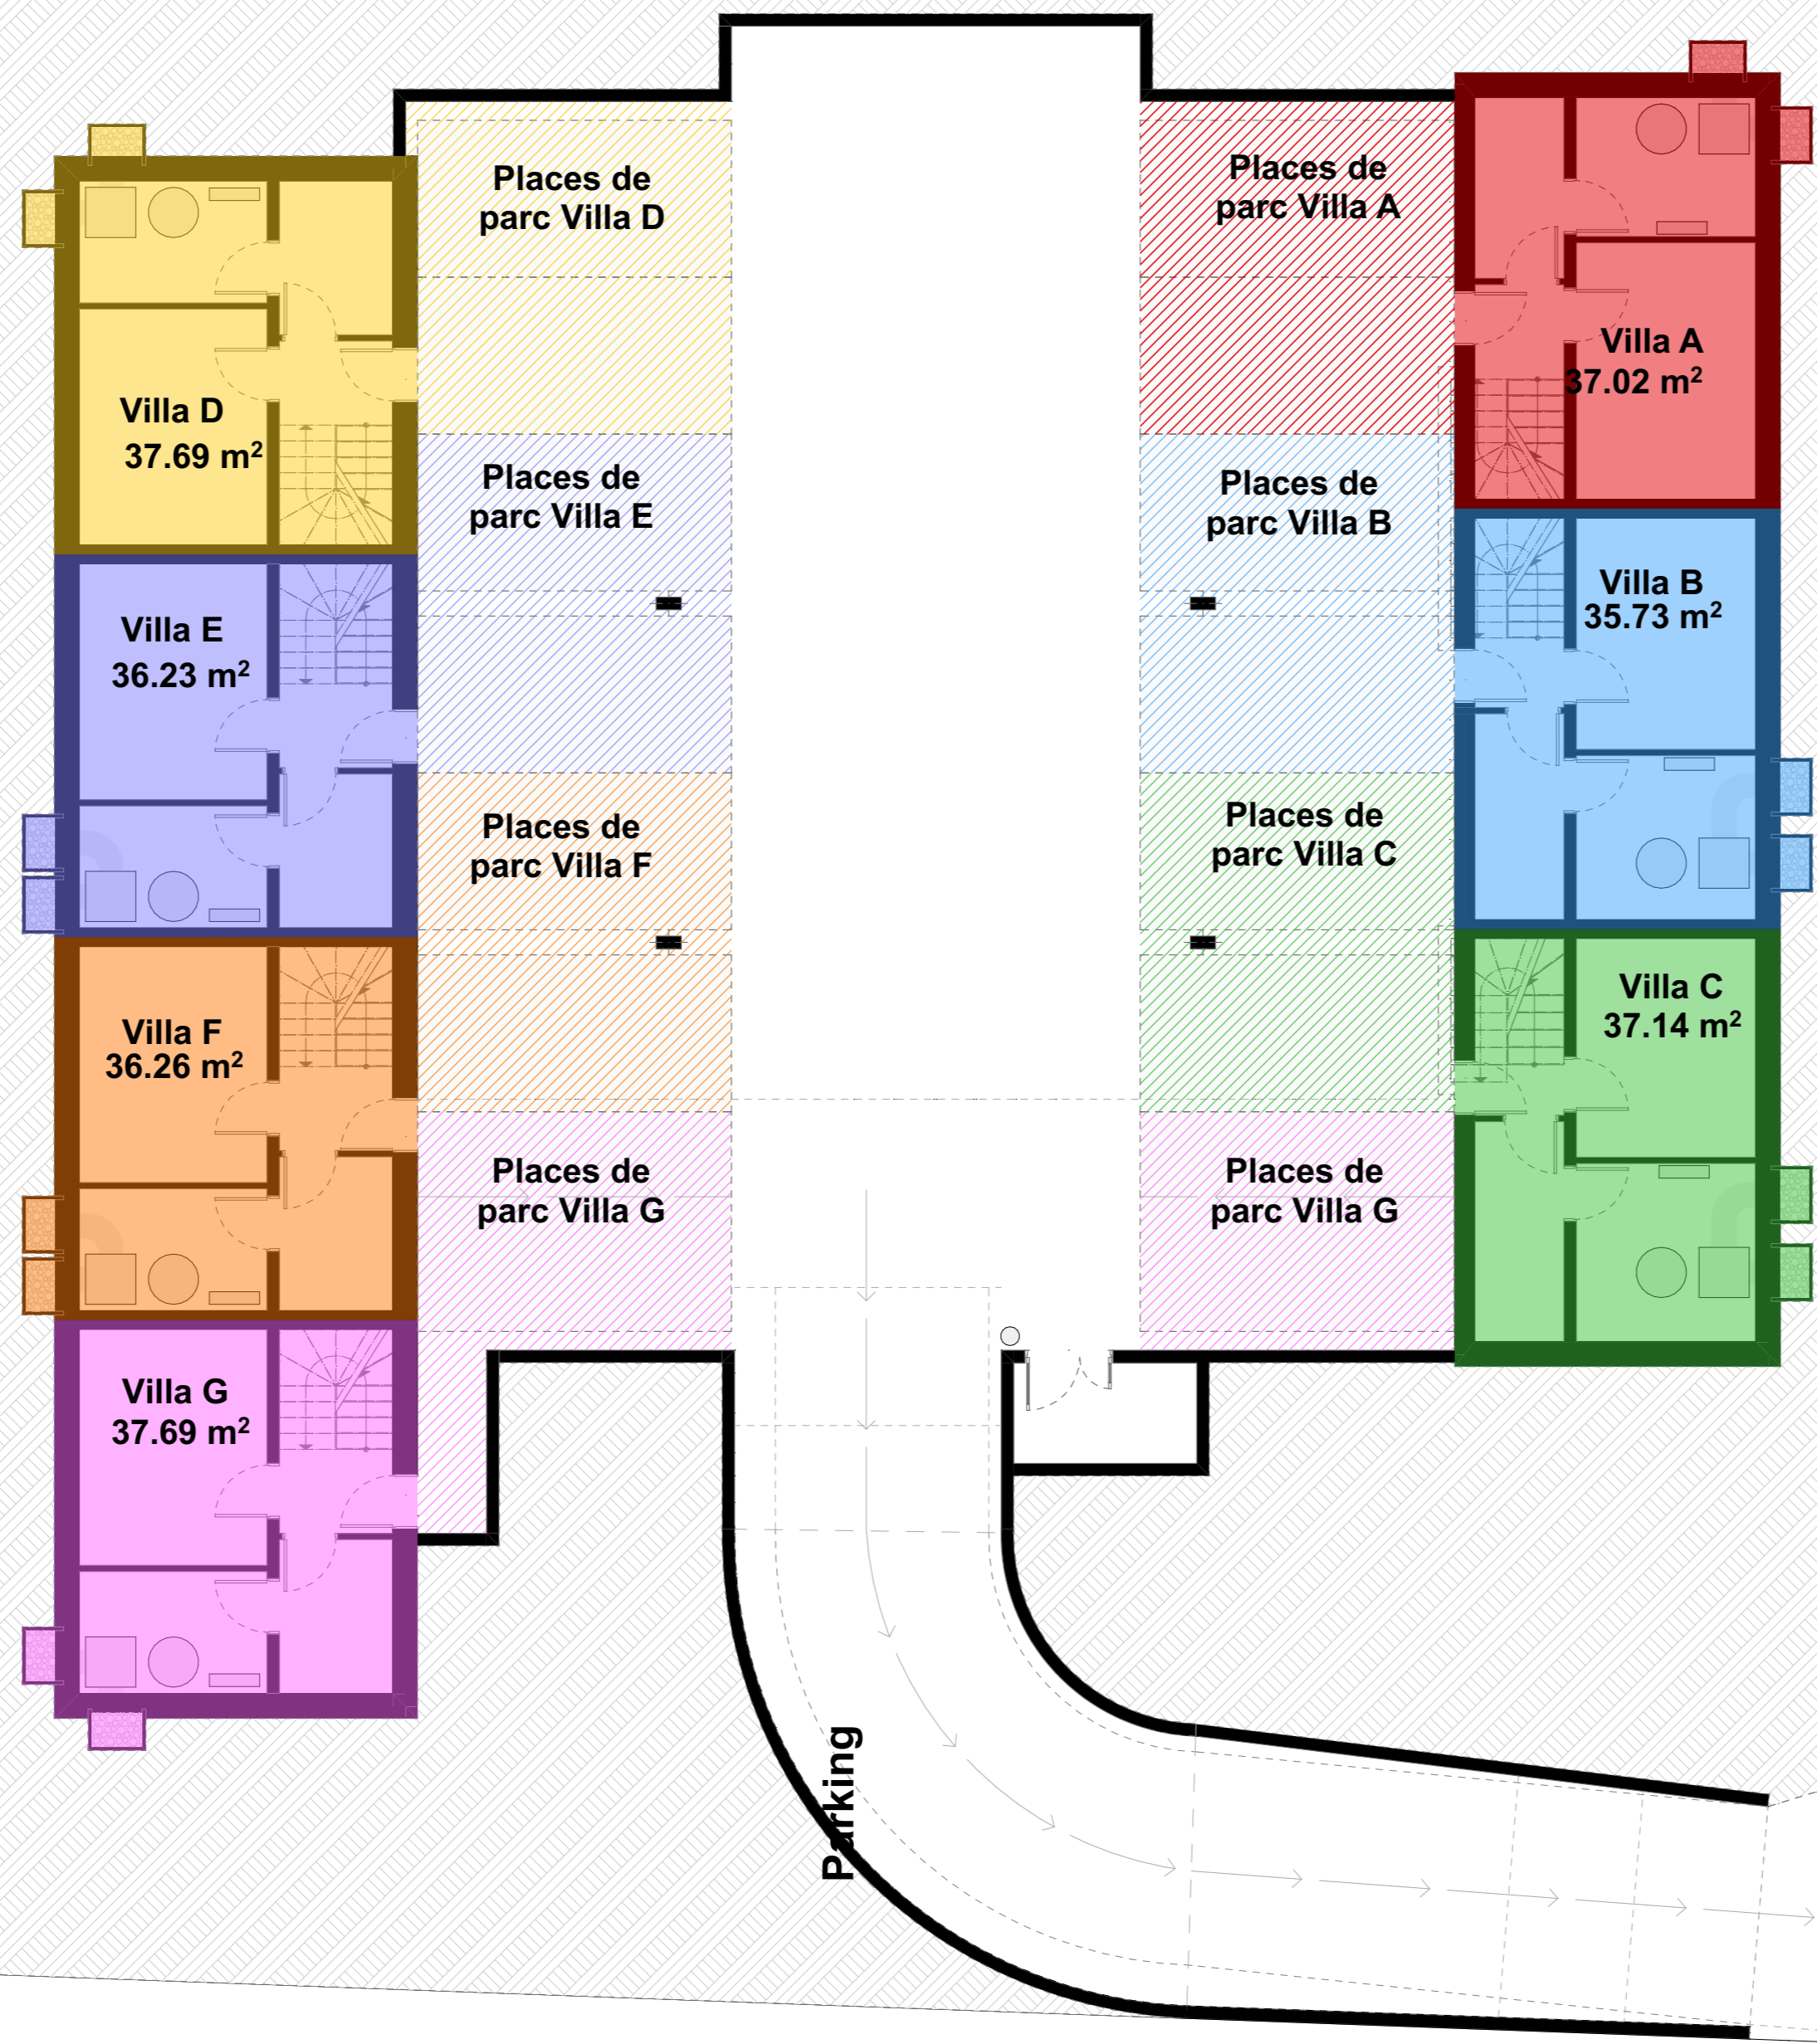 Places de
parc Villa D
Places de
parc Villa A
Villa A
37.02 m²
Villa D
37.69 m²
Places de
parc Villa E
Places de
parc Villa B
Villa B
35.73 m²
Villa E
36.23 m²
Places de
parc Villa F
Places de
parc Villa C
Villa C
37.14 m²
Villa F
36.26 m²
Places de
parc Villa G
Places de
parc Villa G
Villa G
37.69 m²
Parking